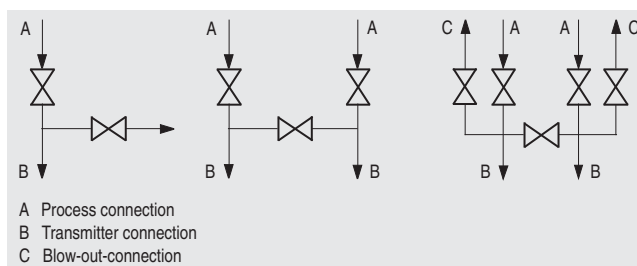 A A A C A A C
B B B B B
A Process connection
B Transmitter connection
C Blow-out-connection